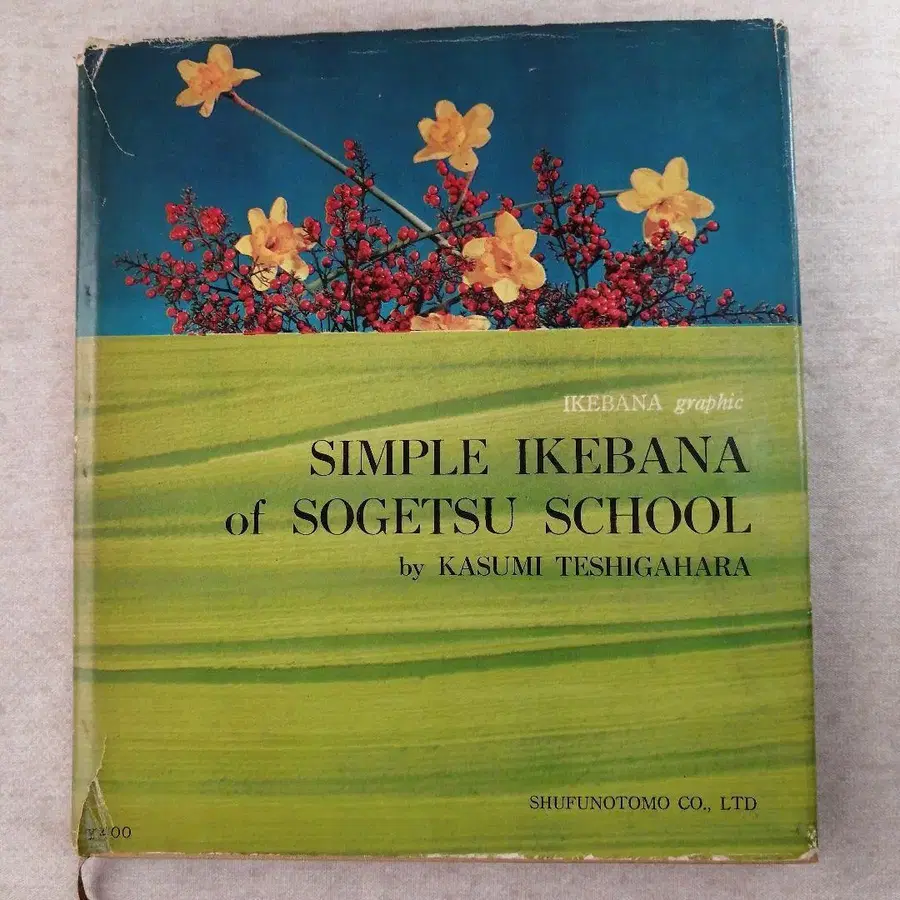 IKEBANA graphic
SIMPLE IKEBANA
of SOGETSU SCHOOL
by KASUMI TESHIGAHARA
SHUFUNOTOMO CO., LTD